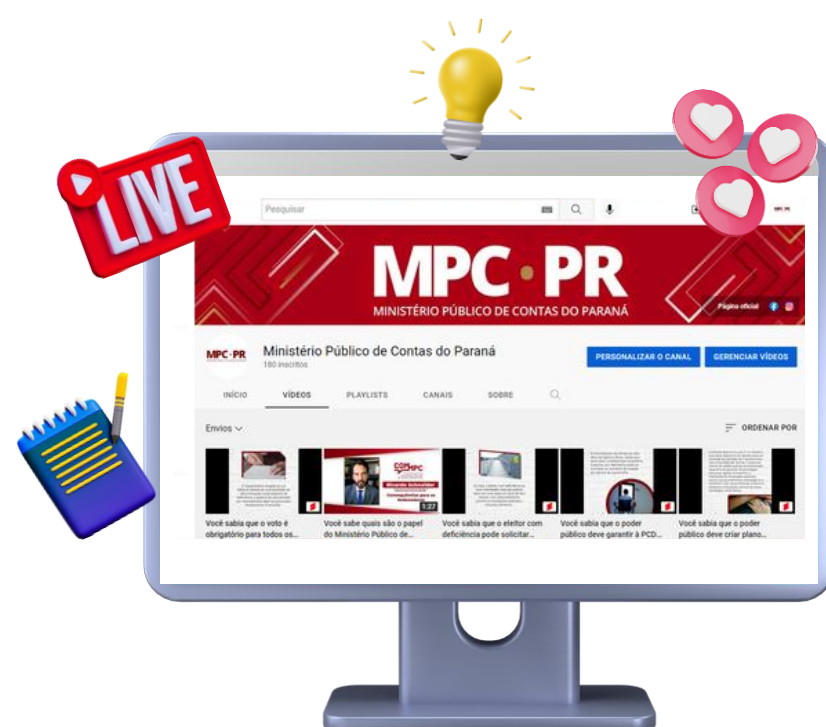 LIVE
Pesquisar
MPC • PR
MINISTÉRIO PÚBLICO DE CONTAS DO PARANÁ
Página oficial
MPC•PR
Ministério Público de Contas do Paraná
180 inscritos
PERSONALIZAR O CANAL
GERENCIAR VÍDEOS
INÍCIO VÍDEOS PLAYLISTS CANAIS SOBRE
Envios
ORDENAR POR
Ricardo Schneider
1:27
Você sabia que o voto é
obrigatório para todos os...
Você sabe quais são o papel
do Ministério Público de...
Você sabia que o eleitor com
deficiência pode solicitar...
Você sabia que o poder
público deve garantir à PCD...
Você sabia que o poder
público deve criar plano...